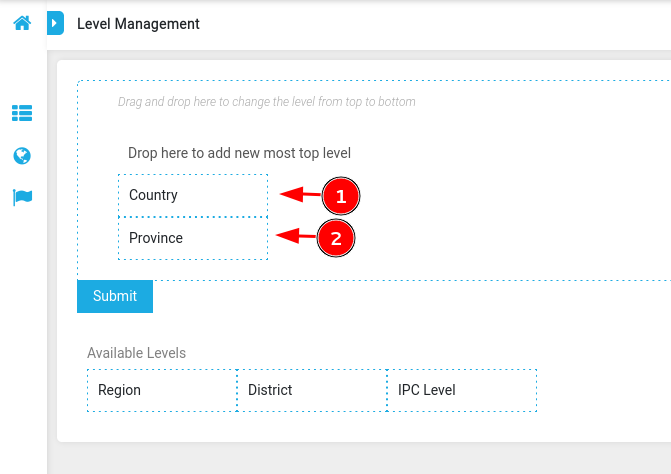 Level Management
Drag and drop here to change the level from top to bottom
Drop here to add new most top level
Country
1
Province
2
Submit
Available Levels
Region District IPC Level